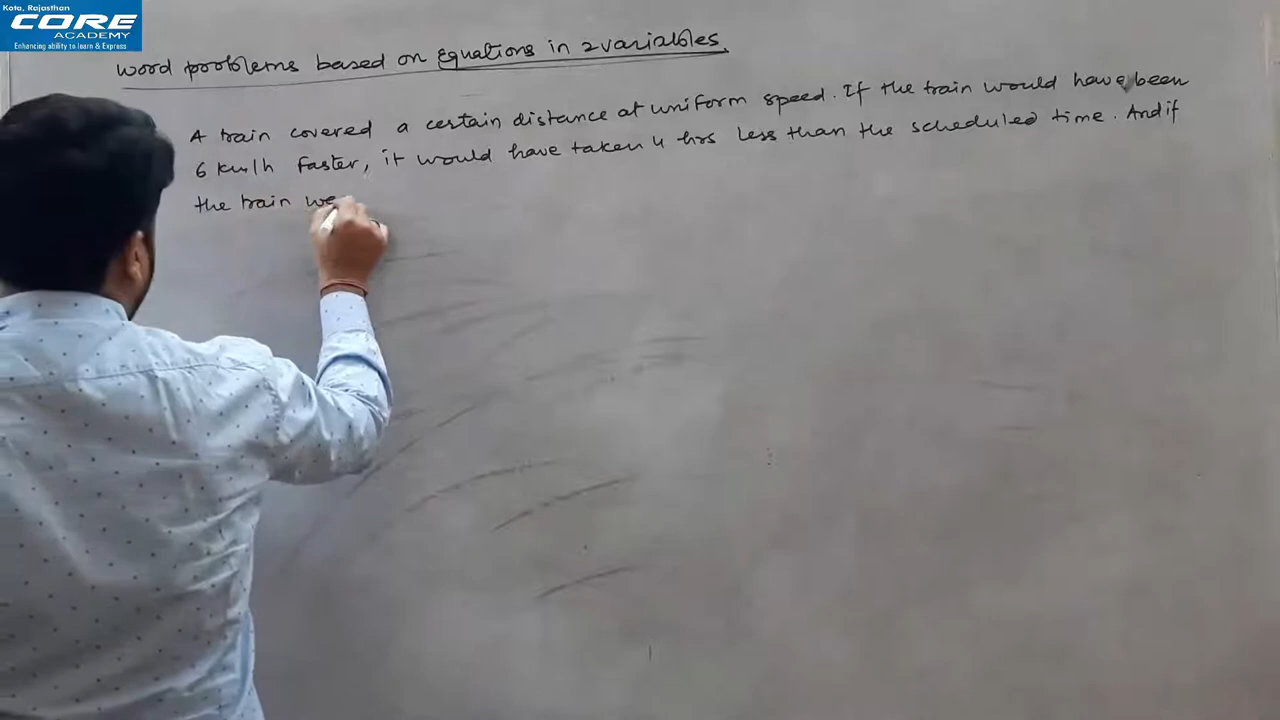 Kota, Rajasthan
CORE
ACADEMY
Enhancing ability to learn & Express
word problems based on Equations in 2 variables.
A train covered a certain distance at uniform speed. If the train would have been
6 km/h faster, it would have taken 4 hrs less than the scheduled time. And if
the train we